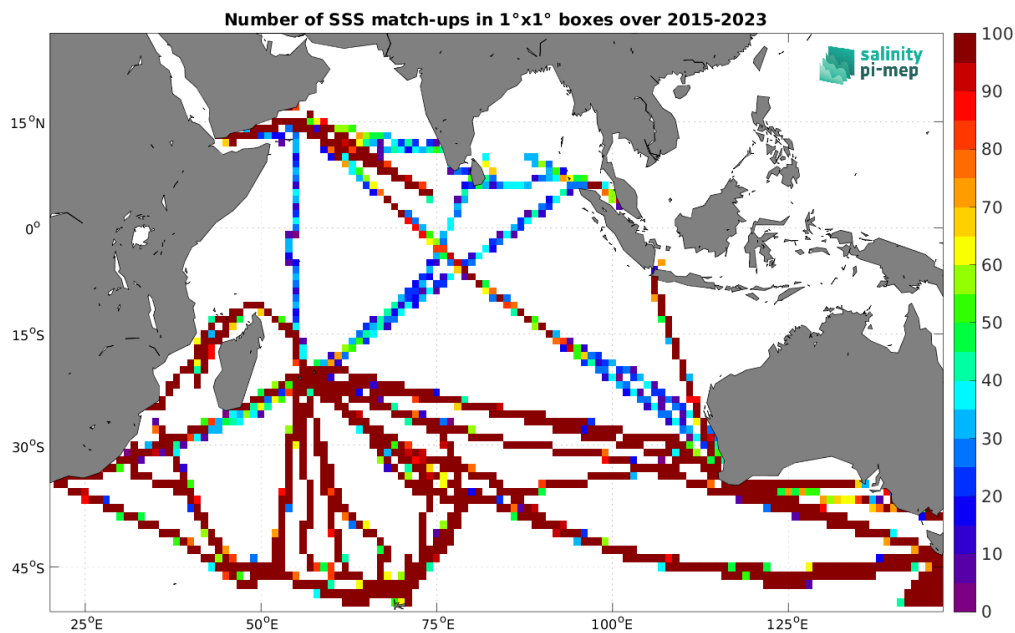 Number of SSS match-ups in 1°x1° boxes over 2015-2023
salinity
pi-mep
15°N
0°
15°S
30°S
45°S
25°E
50°E
75°E
100°E
125°E
100
90
80
70
60
50
40
30
20
10
0